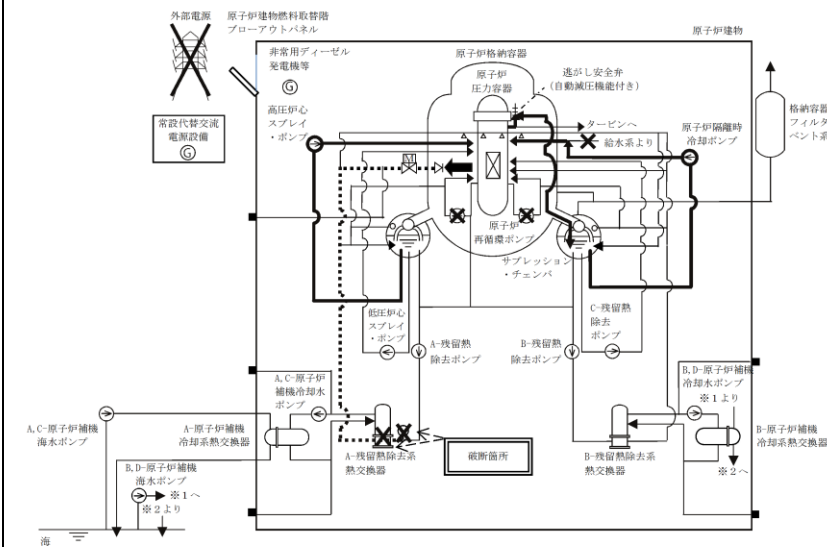 外部電源
原子炉建物燃料取替階
ブローアウトパネル
原子炉建物
非常用ディーゼル
発電機等
G
原子炉格納容器
原子炉
圧力容器
逃がし安全弁
(自動減圧機能付き)
高圧炉心
スプレイ
・ポンプ
常設代替交流
電源設備
G
タービンへ
給水系より
原子炉隔離時
冷却ポンプ
格納容器
フィルタ
ベント系
M
原子炉
再循環ポンプ
サプレッション
・チェンバ
低圧炉心
スプレイ
・ポンプ
A-残留熱
除去ポンプ
B-残留熱
除去ポンプ
C-残留熱
除去
ポンプ
A,C-原子炉
補機冷却水
ポンプ
B,D-原子炉補機
冷却水ポンプ
※1より
A,C-原子炉補機
海水ポンプ
A-原子炉補機
冷却系熱交換器
A-残留熱除去系
熱交換器
破断箇所
B-残留熱除去系
熱交換器
B-原子炉補機
冷却系熱交換器
※2へ
B,D-原子炉補機
海水ポンプ
※1へ
※2より
海